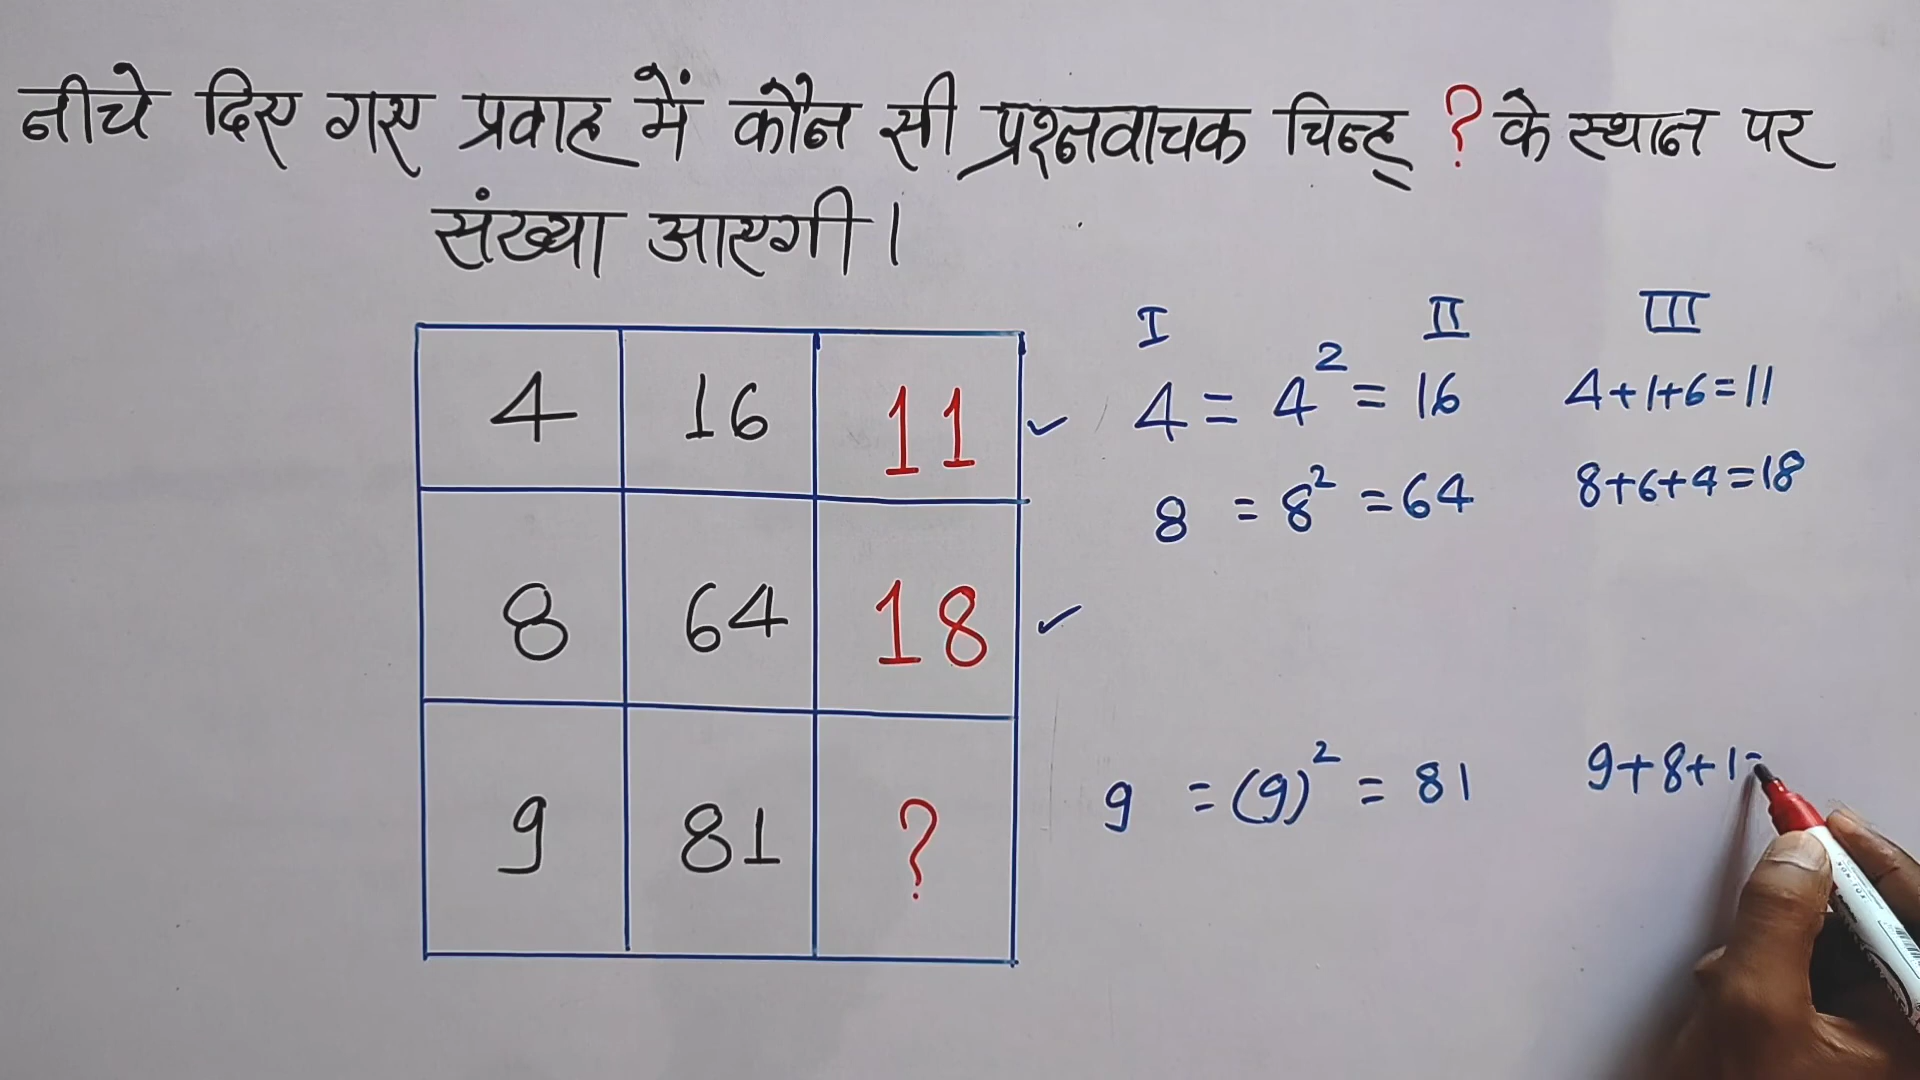 नीचे दिए गए प्रवाह में कौन सी प्रश्नवाचक चिन्ह् ? के स्थान पर
संख्या आएगी।
4 16 11
8 64 18
9 81 ?
I II III
4 = 4² = 16 4+1+6=11
8 = 8² = 64 8+6+4=18
9 = (9)² = 81 9+8+1=